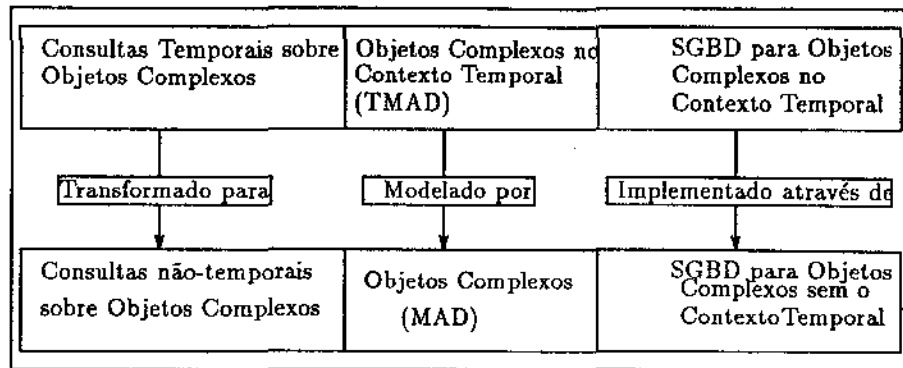 Consultas Temporais sobre
Objetos Complexos
Objetos Complexos no
Contexto Temporal
(TMAD)
SGBD para Objetos
Complexos no
Contexto Temporal
Transformado para
Modelado por
Implementado através de
Consultas não-temporais
sobre Objetos Complexos
Objetos Complexos
(MAD)
SGBD para Objetos
Complexos sem o
Contexto Temporal